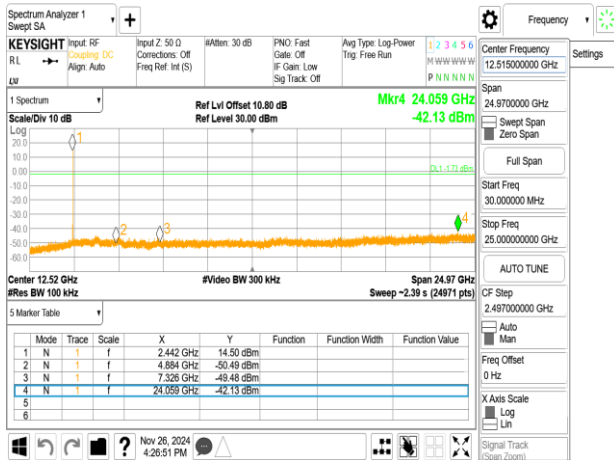 Spectrum Analyzer 1
Swept SA
Frequency
Settings
KEYSIGHT
RL
Input: RF
Coupling: DC
Align: Auto
Input Z: 50 Ω
Corrections: Off
Freq Ref: Int (S)
#Atten: 30 dB
PNO: Fast
Gate: Off
IF Gain: Low
Sig Track: Off
Avg Type: Log-Power
Trig: Free Run
1 2 3 4 5 6
M W W W W W
P N N N N N
1 Spectrum
Scale/Div 10 dB
Ref Lvl Offset 10.80 dB
Ref Level 30.00 dBm
Mkr4 24.059 GHz
-42.13 dBm
Log
20.0
10.0
0.00
-10.0
-20.0
-30.0
-40.0
-50.0
-60.0
1
2
3
4
DL1 -1.73 dBm
Center 12.52 GHz
#Res BW 100 kHz
#Video BW 300 kHz
Span 24.97 GHz
Sweep ~2.39 s (24971 pts)
5 Marker Table
Mode Trace Scale X Y Function Function Width Function Value
1 N 1 f 2.442 GHz 14.50 dBm
2 N 1 f 4.884 GHz -50.49 dBm
3 N 1 f 7.326 GHz -49.48 dBm
4 N 1 f 24.059 GHz -42.13 dBm
5
6
Nov 26, 2024
4:26:51 PM
Center Frequency
12.515000000 GHz
Span
24.9700000 GHz
Swept Span
Zero Span
Full Span
Start Freq
30.000000 MHz
Stop Freq
25.000000000 GHz
AUTO TUNE
CF Step
2.497000000 GHz
Auto
Man
Freq Offset
0 Hz
X Axis Scale
Log
Lin
Signal Track
(Span Zoom)